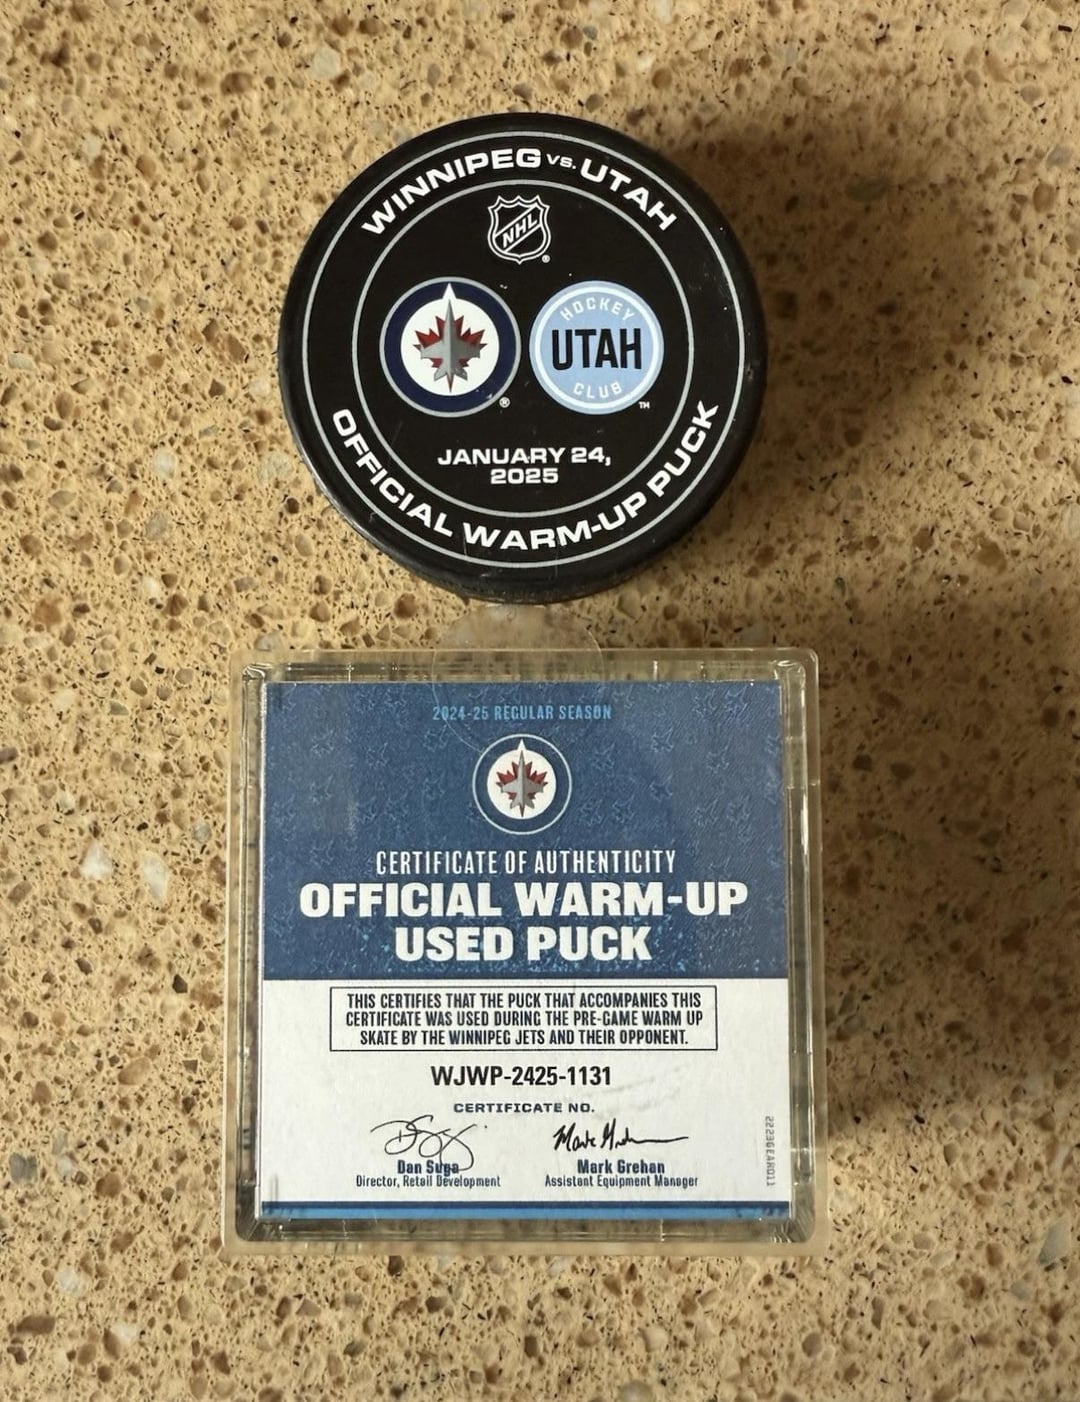 WINNIPEG VS. UTAH
NHL
HOCKEY
UTAH
CLUB
JANUARY 24,
2025
OFFICIAL WARM-UP PUCK
2024-25 REGULAR SEASON
CERTIFICATE OF AUTHENTICITY
OFFICIAL WARM-UP
USED PUCK
THIS CERTIFIES THAT THE PUCK THAT ACCOMPANIES THIS
CERTIFICATE WAS USED DURING THE PRE-GAME WARM UP
SKATE BY THE WINNIPEG JETS AND THEIR OPPONENT.
WJWP-2425-1131
CERTIFICATE NO.
Dan Suga
Director, Retail Development
Mark Grehan
Assistant Equipment Manager